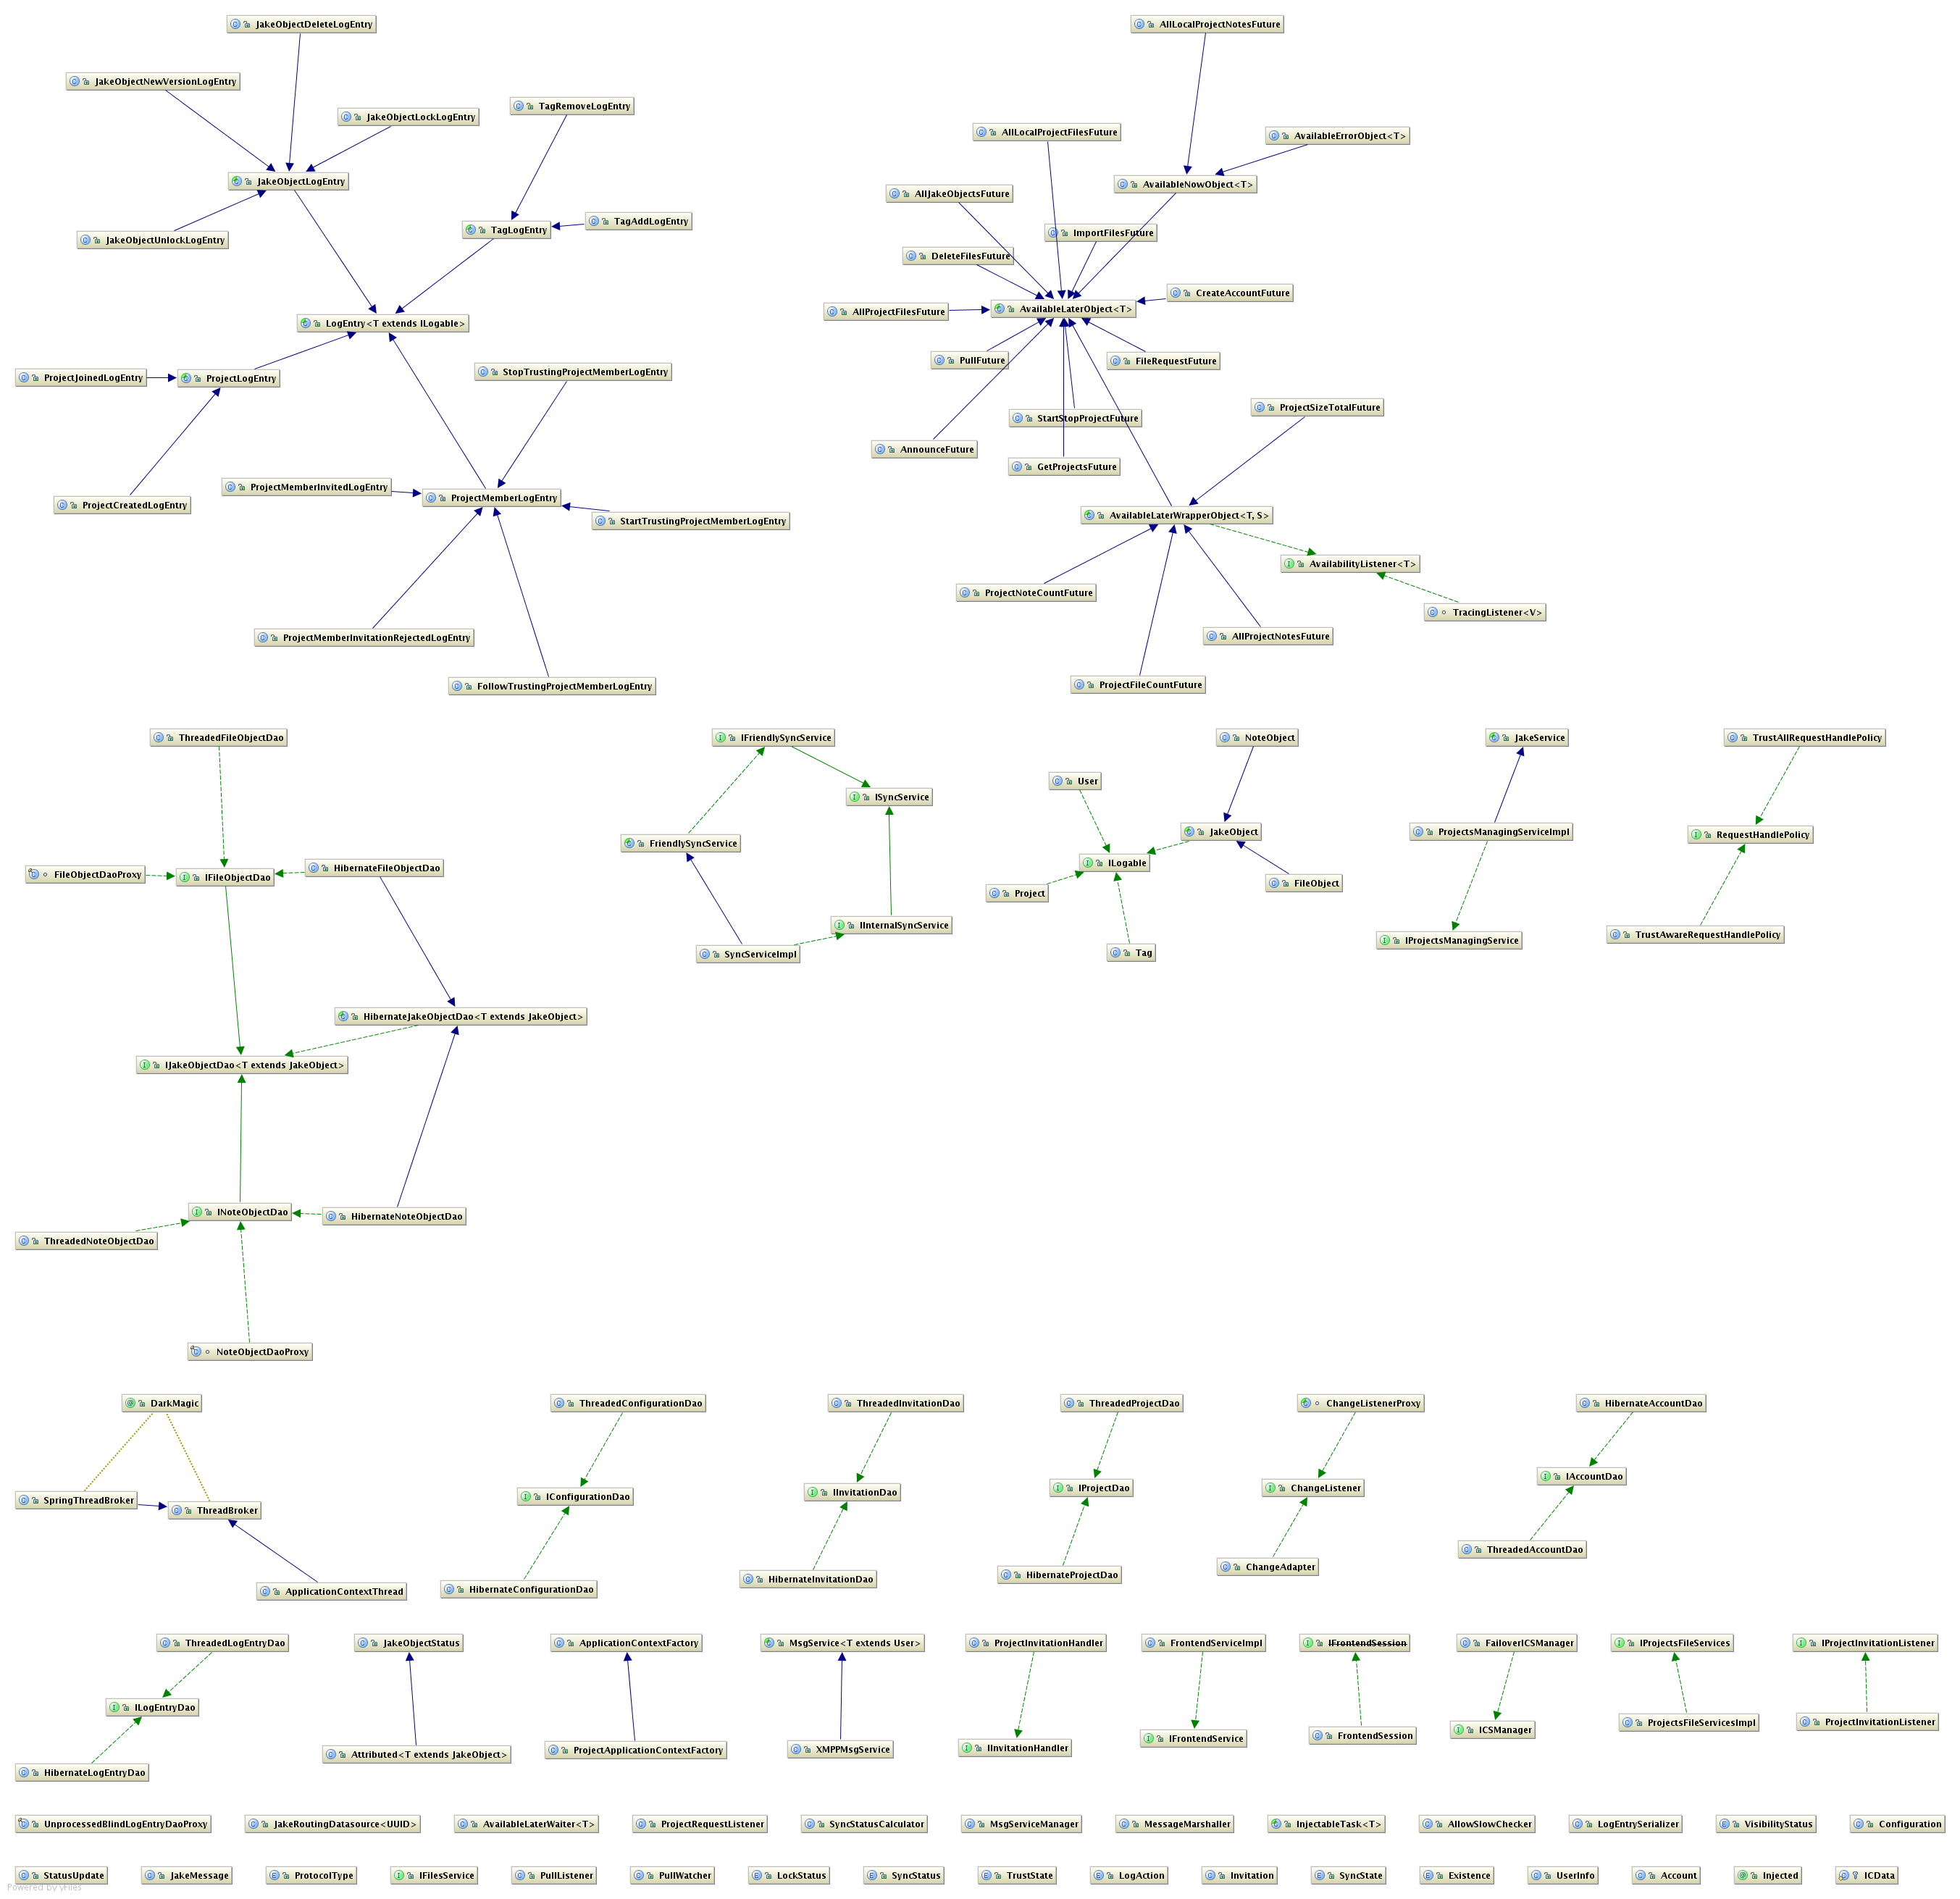 JakeObjectDeleteLogEntry
AllLocalProjectNotesFuture
JakeObjectNewVersionLogEntry
TagRemoveLogEntry
JakeObjectLockLogEntry
AllLocalProjectFilesFuture
AvailableErrorObject<T>
JakeObjectLogEntry
AvailableNowObject<T>
AllJakeObjectsFuture
TagAddLogEntry
TagLogEntry
ImportFilesFuture
JakeObjectUnlockLogEntry
DeleteFilesFuture
CreateAccountFuture
AvailableLaterObject<T>
AllProjectFilesFuture
LogEntry<T extends ILogable>
PullFuture
FileRequestFuture
StopTrustingProjectMemberLogEntry
ProjectJoinedLogEntry
ProjectLogEntry
ProjectSizeTotalFuture
StartStopProjectFuture
AnnounceFuture
GetProjectsFuture
ProjectMemberInvitedLogEntry
ProjectMemberLogEntry
ProjectCreatedLogEntry
AvailableLaterWrapperObject<T, S>
StartTrustingProjectMemberLogEntry
AvailabilityListener<T>
ProjectNoteCountFuture
TracingListener<V>
ProjectMemberInvitationRejectedLogEntry
AllProjectNotesFuture
FollowTrustingProjectMemberLogEntry
ProjectFileCountFuture
ThreadedFileObjectDao
IFriendlySyncService
NoteObject
JakeService
TrustAllRequestHandlePolicy
User
ISyncService
JakeObject
ProjectsManagingServiceImpl
RequestHandlePolicy
FriendlySyncService
ILogable
HibernateFileObjectDao
FileObjectDaoProxy
IFileObjectDao
FileObject
Project
IInternalSyncService
TrustAwareRequestHandlePolicy
IProjectsManagingService
SyncServiceImpl
Tag
HibernateJakeObjectDao<T extends JakeObject>
IJakeObjectDao<T extends JakeObject>
INoteObjectDao
HibernateNoteObjectDao
ThreadedNoteObjectDao
NoteObjectDaoProxy
DarkMagic
ThreadedConfigurationDao
ThreadedInvitationDao
ThreadedProjectDao
ChangeListenerProxy
HibernateAccountDao
IAccountDao
IProjectDao
ChangeListener
IInvitationDao
IConfigurationDao
SpringThreadBroker
ThreadBroker
ThreadedAccountDao
ChangeAdapter
HibernateProjectDao
HibernateInvitationDao
HibernateConfigurationDao
ApplicationContextThread
ThreadedLogEntryDao
JakeObjectStatus
ApplicationContextFactory
MsgService<T extends User>
ProjectInvitationHandler
FrontendServiceImpl
IFrontendSession
FailoverICSManager
IProjectsFileServices
IProjectInvitationListener
ILogEntryDao
ProjectsFileServicesImpl
ProjectInvitationListener
ICSManager
FrontendSession
IFrontendService
IInvitationHandler
XMPPMsgService
ProjectApplicationContextFactory
Attributed<T extends JakeObject>
HibernateLogEntryDao
UnprocessedBlindLogEntryDaoProxy
JakeRoutingDatasource<UUID>
AvailableLaterWaiter<T>
ProjectRequestListener
SyncStatusCalculator
MsgServiceManager
MessageMarshaller
InjectableTask<T>
AllowSlowChecker
LogEntrySerializer
VisibilityStatus
Configuration
StatusUpdate
JakeMessage
ProtocolType
IFilesService
PullListener
PullWatcher
LockStatus
SyncStatus
TrustState
LogAction
Invitation
SyncState
Existence
UserInfo
Account
Injected
ICData
Powered by yFiles